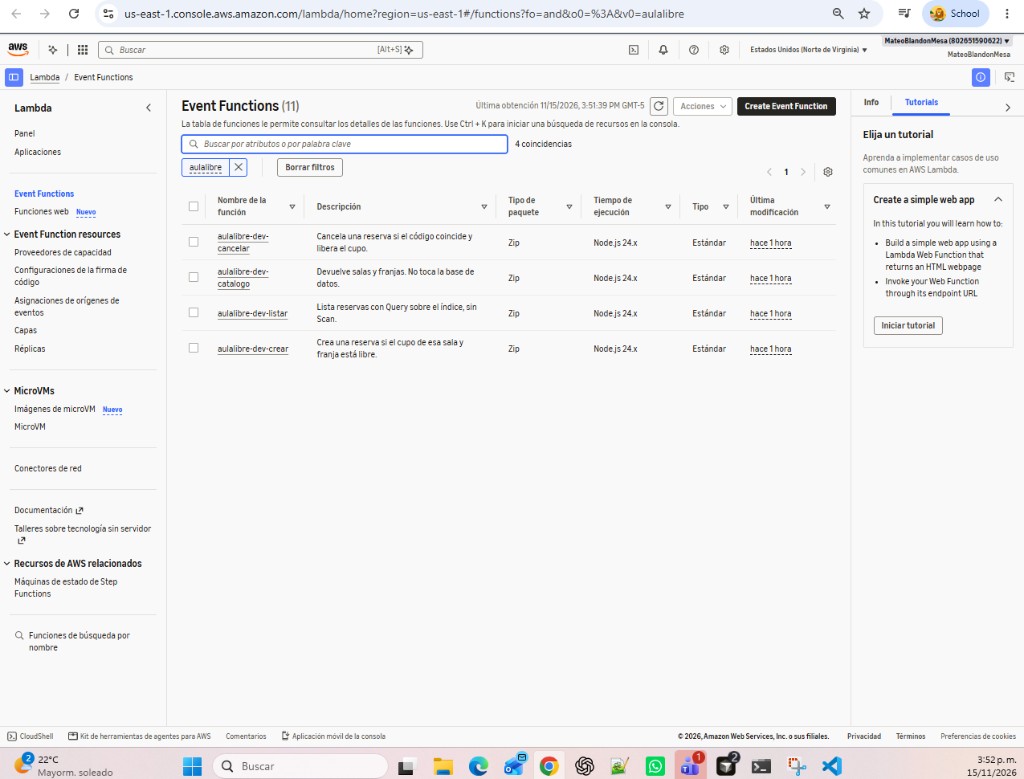 us-east-1.console.aws.amazon.com/lambda/home?region=us-east-1#/functions?fo=and&o0=%3A&v0=aulalibre
School
aws
Buscar
[Alt+S]
Estados Unidos (Norte de Virginia)
MateoBlandonMesa (802651590622)
MateoBlandonMesa
Lambda / Event Functions
Lambda
Panel
Aplicaciones
Event Functions
Funciones web Nuevo
Event Function resources
Proveedores de capacidad
Configuraciones de la firma de
código
Asignaciones de orígenes de
eventos
Capas
Réplicas
MicroVMs
Imágenes de microVM Nuevo
MicroVM
Conectores de red
Documentación
Talleres sobre tecnología sin servidor
Recursos de AWS relacionados
Máquinas de estado de Step
Functions
Funciones de búsqueda por
nombre
Event Functions (11)
Última obtención 11/15/2026, 3:51:39 PM GMT-5
Acciones
Create Event Function
La tabla de funciones le permite consultar los detalles de las funciones. Use Ctrl + K para iniciar una búsqueda de recursos en la consola.
Buscar por atributos o por palabra clave
4 coincidencias
aulalibre
Borrar filtros
1
Nombre de la
función
Descripción
Tipo de
paquete
Tiempo de
ejecución
Tipo
Última
modificación
aulalibre-dev-
cancelar
Cancela una reserva si el código coincide y
libera el cupo.
Zip
Node.js 24.x
Estándar
hace 1 hora
aulalibre-dev-
catalogo
Devuelve salas y franjas. No toca la base de
datos.
Zip
Node.js 24.x
Estándar
hace 1 hora
aulalibre-dev-listar
Lista reservas con Query sobre el índice, sin
Scan.
Zip
Node.js 24.x
Estándar
hace 1 hora
aulalibre-dev-crear
Crea una reserva si el cupo de esa sala y
franja está libre.
Zip
Node.js 24.x
Estándar
hace 1 hora
Info
Tutorials
Elija un tutorial
Aprenda a implementar casos de uso
comunes en AWS Lambda.
Create a simple web app
In this tutorial you will learn how to:
• Build a simple web app using a
Lambda Web Function that
returns an HTML webpage
• Invoke your Web Function
through its endpoint URL
Iniciar tutorial
CloudShell
Kit de herramientas de agentes para AWS
Comentarios
Aplicación móvil de la consola
© 2026, Amazon Web Services, Inc. o sus filiales.
Privacidad
Términos
Preferencias de cookies
2
22°C
Mayorm. soleado
Buscar
1
2
3:52 p.m.
15/11/2026